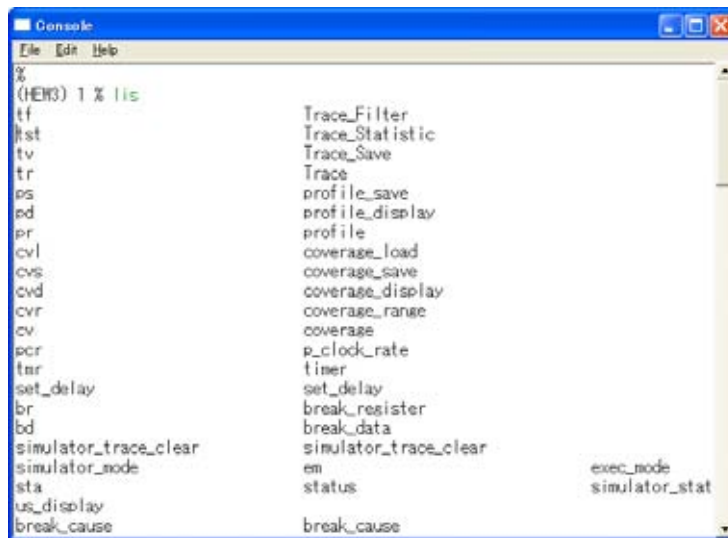 Console
File Edit Help
%
(HEW3) 1 % lis
tf Trace_Filter
tst Trace_Statistic
tv Trace_Save
tr Trace
ps profile_save
pd profile_display
pr profile
cvl coverage_load
cvs coverage_save
cvd coverage_display
cvr coverage_range
cv coverage
pcr p_clock_rate
tmr timer
set_delay set_delay
br break_register
bd break_data
simulator_trace_clear simulator_trace_clear
simulator_mode em exec_mode
sta status simulator_stat
us_display
break_cause break_cause